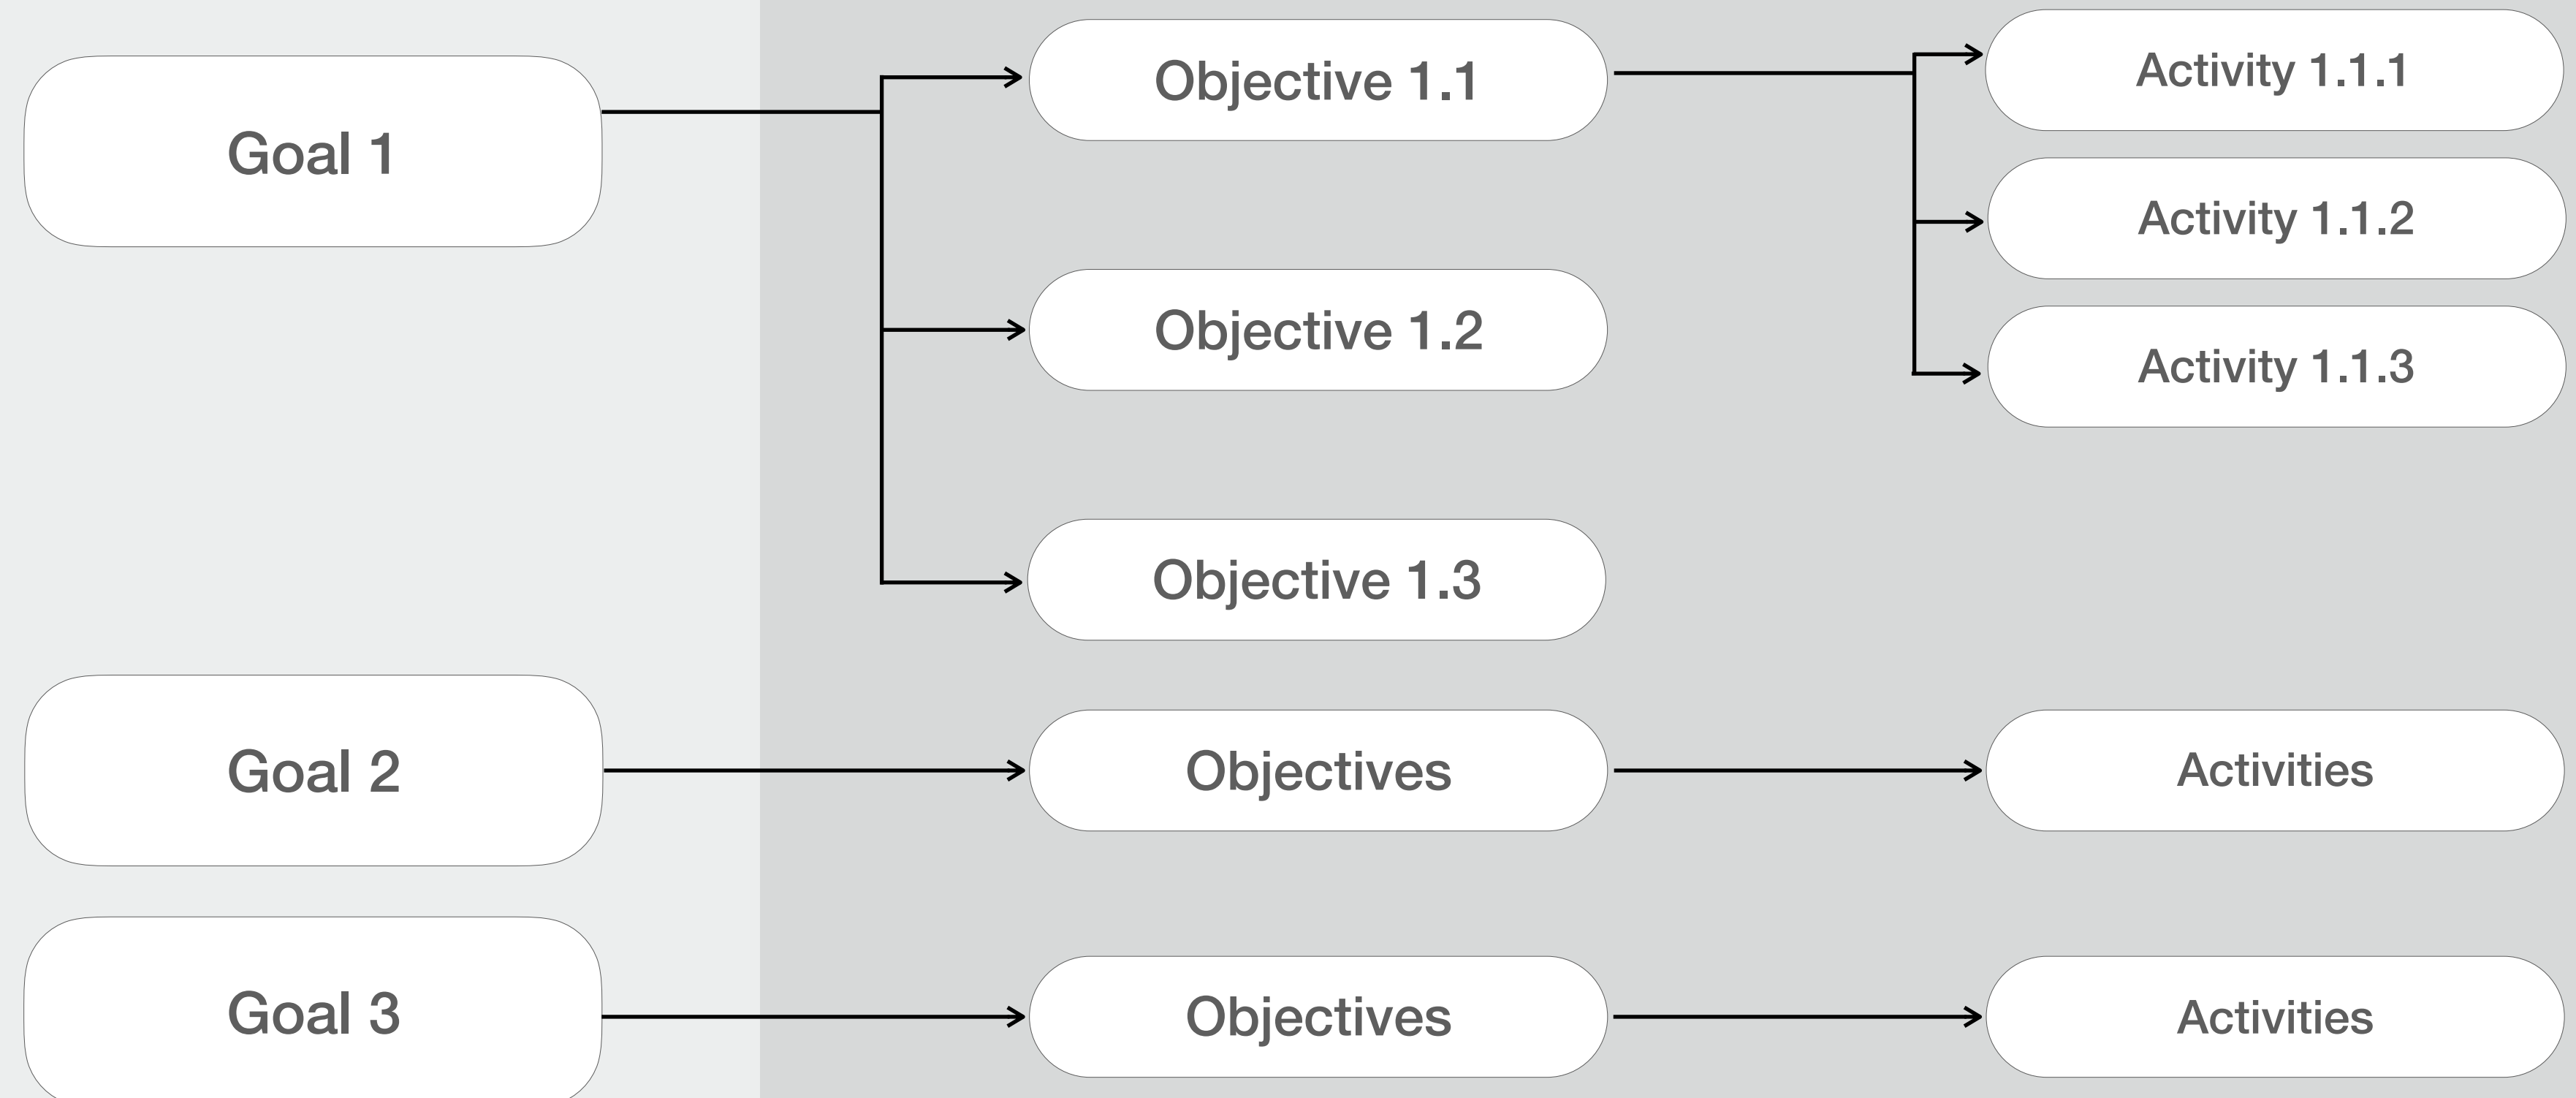 Goal 1
Objective 1.1
Activity 1.1.1
Activity 1.1.2
Activity 1.1.3
Objective 1.2
Objective 1.3
Goal 2
Objectives
Activities
Goal 3
Objectives
Activities